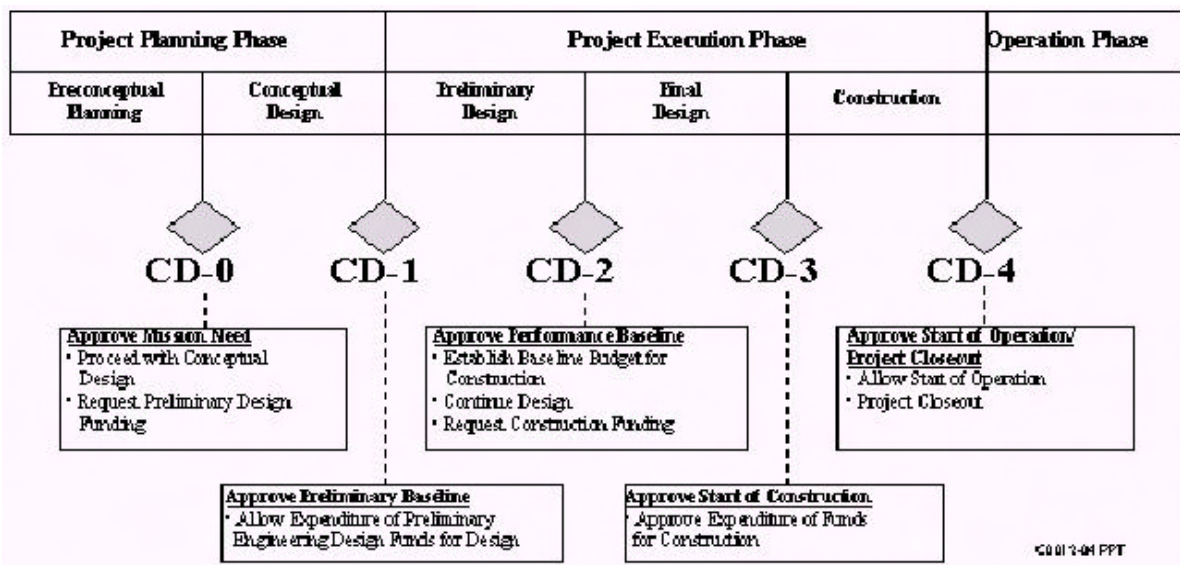 Project Planning Phase
Project Execution Phase
Operation Phase
Preconceptual
Planning
Conceptual
Design
Preliminary
Design
Final
Design
Construction
CD-0
CD-1
CD-2
CD-3
CD-4
Approve Mission Need
• Proceed with Conceptual
Design
• Request Preliminary Design
Funding
Approve Performance Baseline
• Establish Baseline Budget for
Construction
• Continue Design
• Request Construction Funding
Approve Start of Operation/
Project Closeout
• Allow Start of Operation
• Project Closeout
Approve Preliminary Baseline
• Allow Expenditure of Preliminary
Engineering Design Funds for Design
Approve Start of Construction
• Approve Expenditure of Funds
for Construction